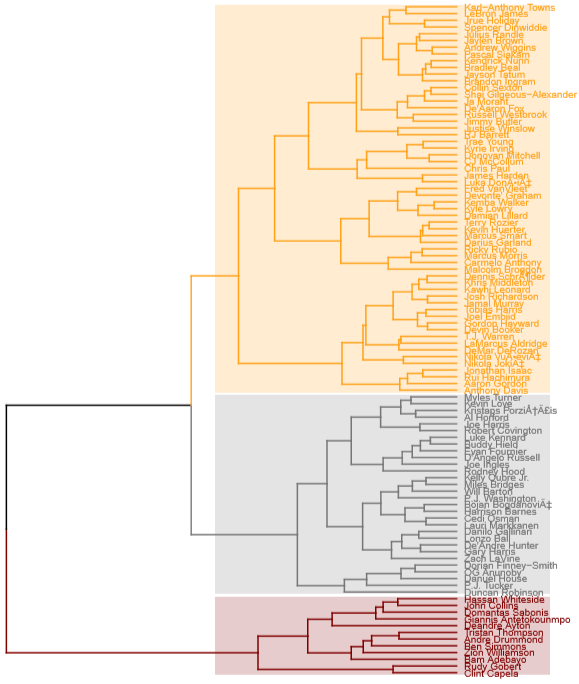 Karl−Anthony Towns
LeBron James
Jrue Holiday
Spencer Dinwiddie
Julius Randle
Jaylen Brown
Andrew Wiggins
Pascal Siakam
Kendrick Nunn
Bradley Beal
Jayson Tatum
Brandon Ingram
Collin Sexton
Shai Gilgeous−Alexander
Ja Morant
De'Aaron Fox
Russell Westbrook
Jimmy Butler
Justise Winslow
RJ Barrett
Trae Young
Kyrie Irving
Donovan Mitchell
CJ McCollum
Chris Paul
James Harden
Luka DonÄiÄ‡
Fred VanVleet
Devonte' Graham
Kemba Walker
Kyle Lowry
Damian Lillard
Terry Rozier
Kevin Huerter
Marcus Smart
Darius Garland
Ricky Rubio
Marcus Morris
Carmelo Anthony
Malcolm Brogdon
Dennis SchrÃ¶der
Khris Middleton
Kawhi Leonard
Josh Richardson
Jamal Murray
Tobias Harris
Joel Embiid
Gordon Hayward
Devin Booker
T.J. Warren
LaMarcus Aldridge
DeMar DeRozan
Nikola VuÄeviÄ‡
Nikola JokiÄ‡
Jonathan Isaac
Rui Hachimura
Aaron Gordon
Anthony Davis
Myles Turner
Kevin Love
Kristaps PorziÅ†Ä£is
Al Horford
Joe Harris
Robert Covington
Luke Kennard
Buddy Hield
Evan Fournier
D'Angelo Russell
Joe Ingles
Rodney Hood
Kelly Oubre Jr.
Miles Bridges
Will Barton
P.J. Washington
Bojan BogdanoviÄ‡
Harrison Barnes
Cedi Osman
Lauri Markkanen
Danilo Gallinari
Lonzo Ball
De'Andre Hunter
Gary Harris
Zach LaVine
Dorian Finney−Smith
OG Anunoby
Danuel House
P.J. Tucker
Duncan Robinson
Hassan Whiteside
John Collins
Domantas Sabonis
Giannis Antetokounmpo
Deandre Ayton
Tristan Thompson
Andre Drummond
Ben Simmons
Zion Williamson
Bam Adebayo
Rudy Gobert
Clint Capela